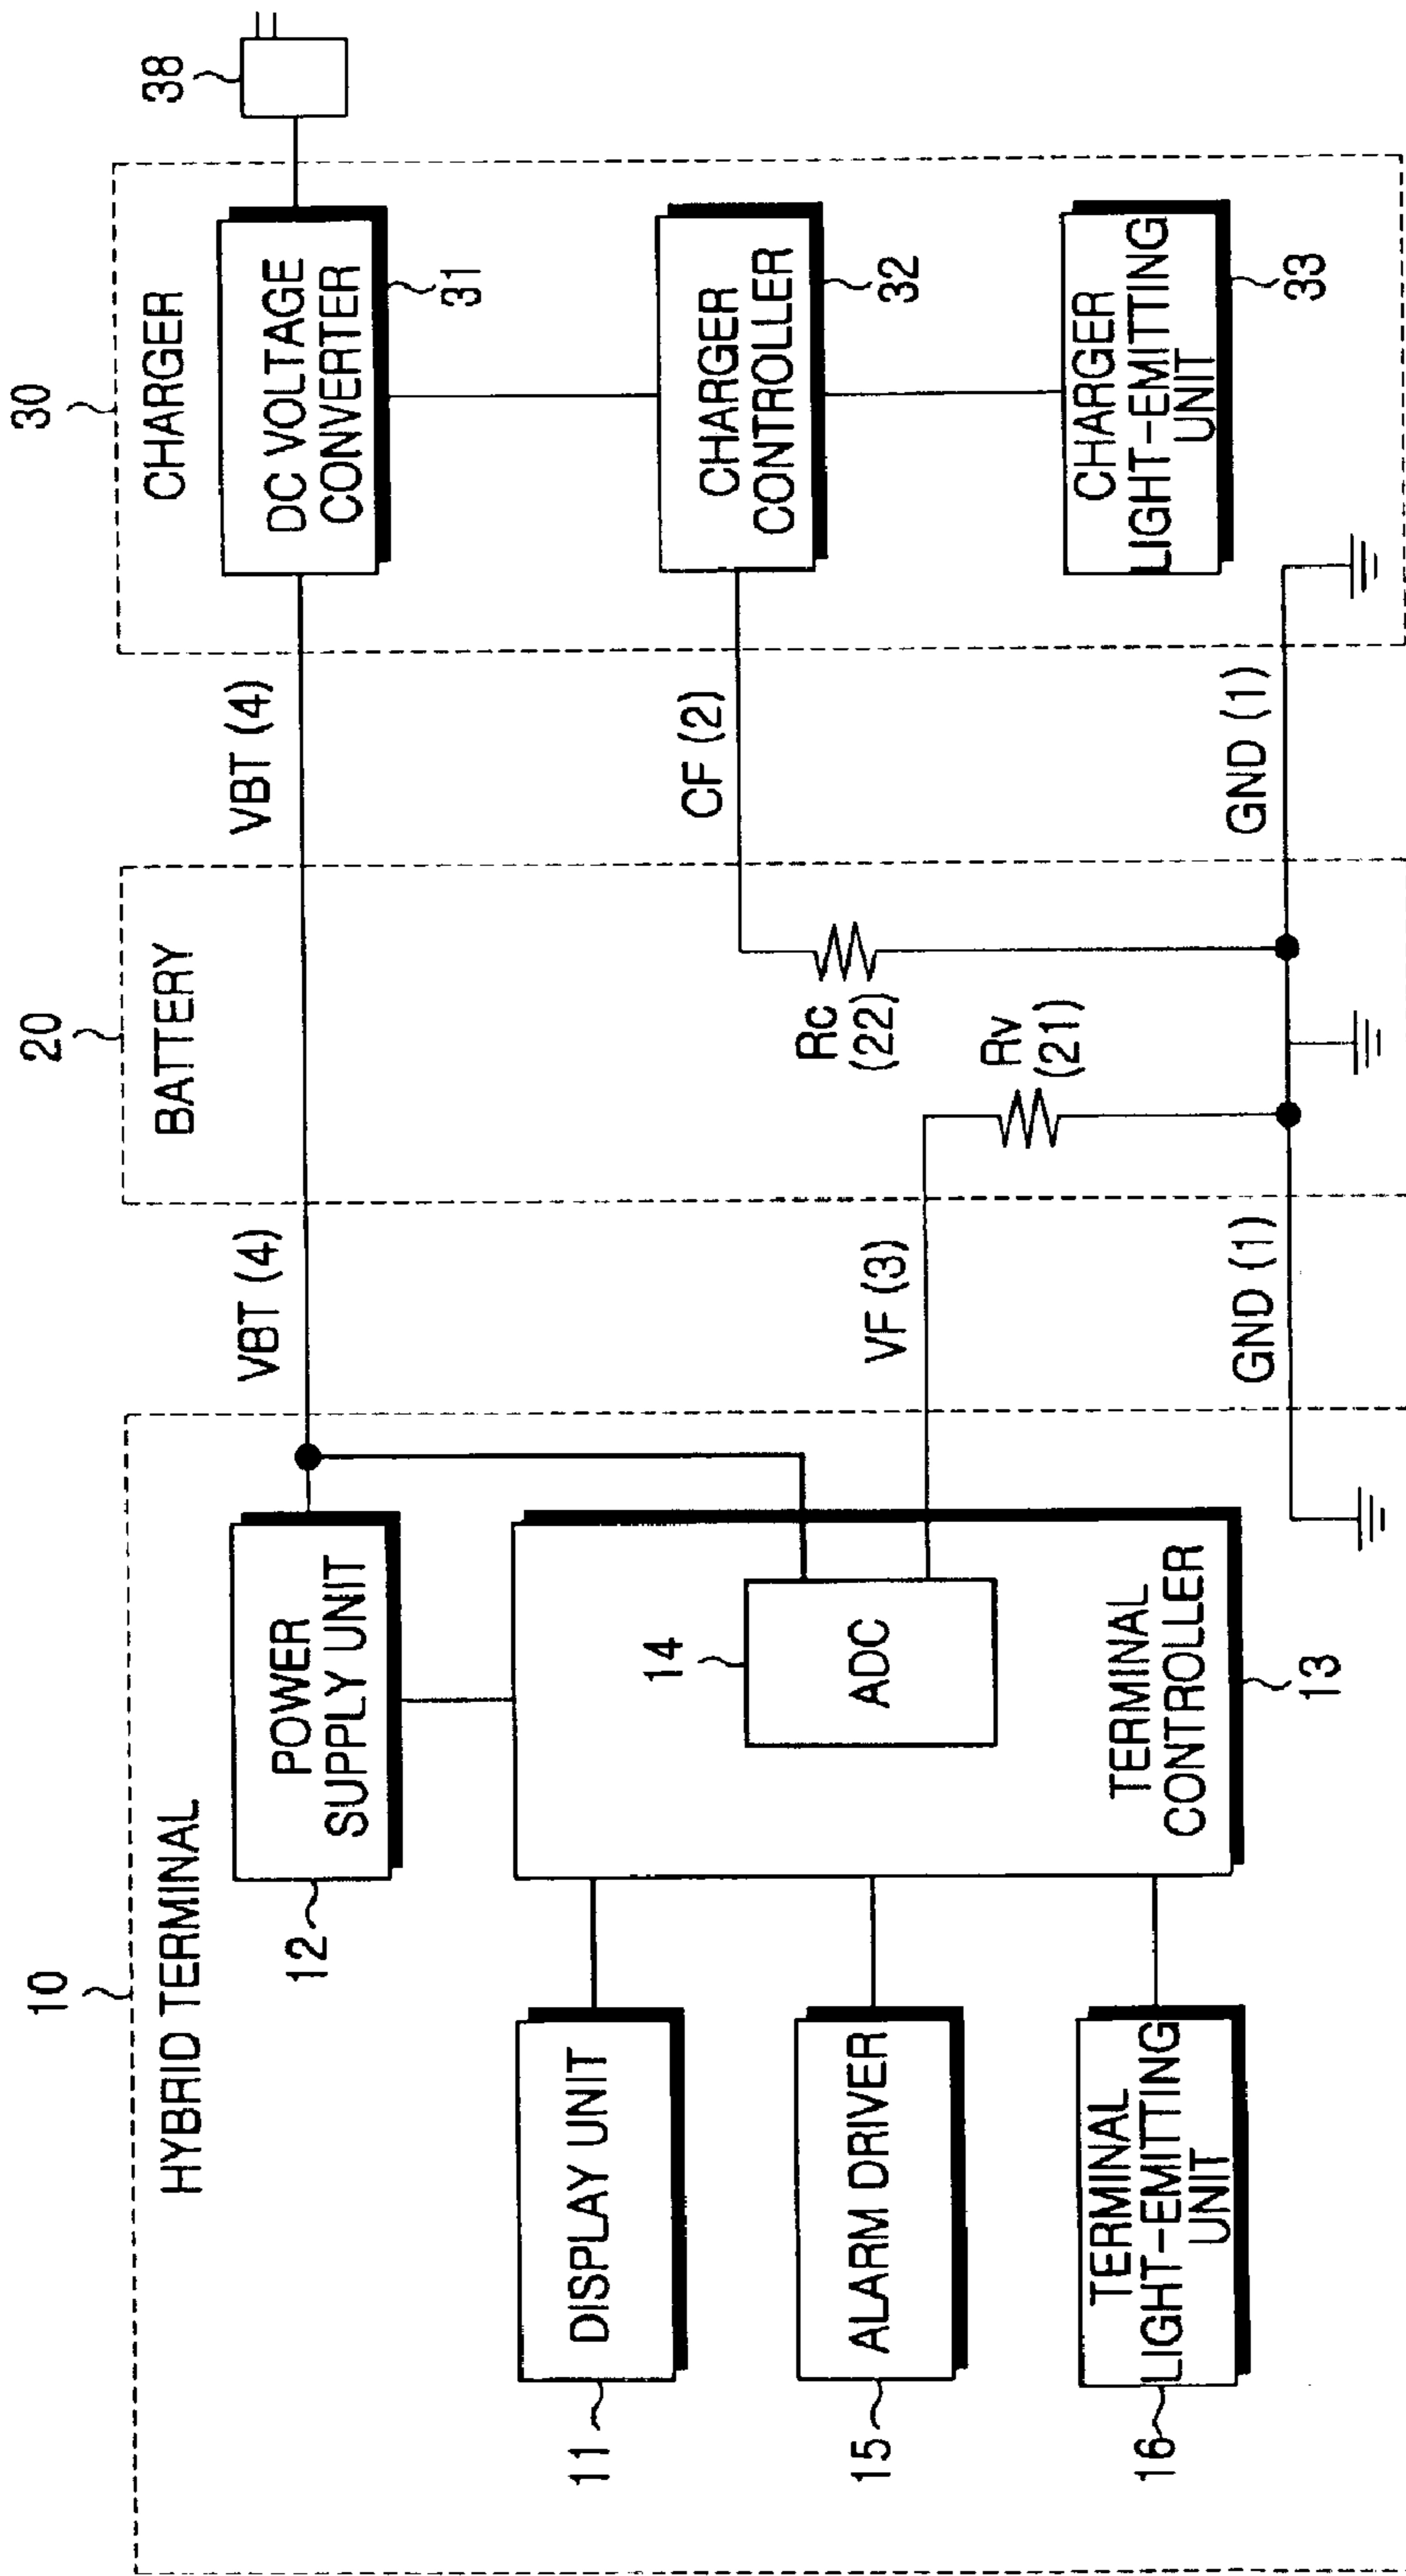 10
HYBRID TERMINAL
12
POWER
SUPPLY UNIT
11
DISPLAY UNIT
15
ALARM DRIVER
16
TERMINAL
LIGHT-EMITTING
UNIT
14
ADC
TERMINAL
CONTROLLER
13
VBT (4)
VF (3)
GND (1)
20
BATTERY
Rc
(22)
Rv
(21)
VBT (4)
CF (2)
GND (1)
30
CHARGER
DC VOLTAGE
CONVERTER
31
CHARGER
CONTROLLER
32
CHARGER
LIGHT-EMITTING
UNIT
33
38